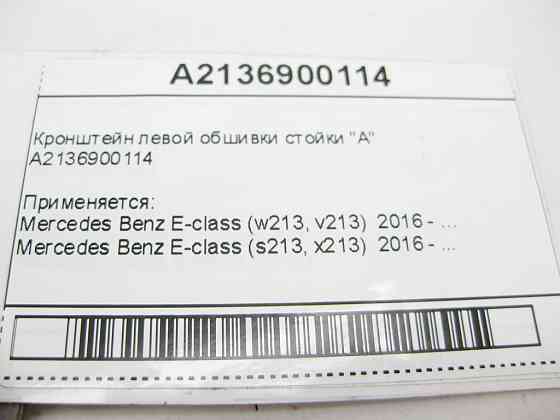 A2136900114
Кронштейн левой обшивки стойки "А"
A2136900114
Применяется:
Mercedes Benz E-class (w213, v213) 2016 - ...
Mercedes Benz E-class (s213, x213) 2016 - ...